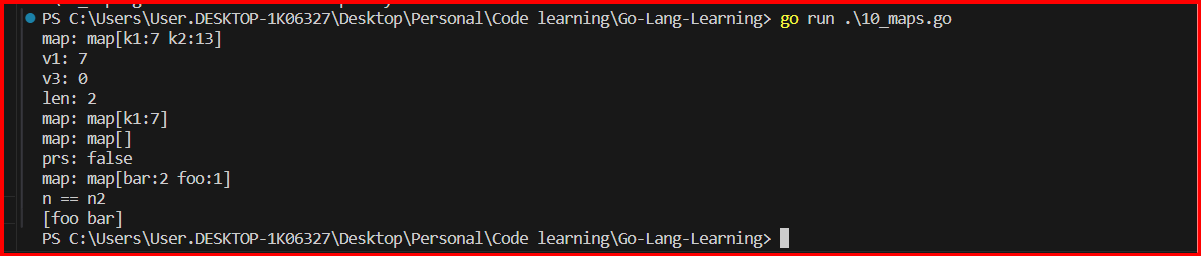 PS C:\Users\User.DESKTOP-1K06327\Desktop\Personal\Code learning\Go-Lang-Learning> go run .\10_maps.go
map: map[k1:7 k2:13]
v1: 7
v3: 0
len: 2
map: map[k1:7]
map: map[]
prs: false
map: map[bar:2 foo:1]
n == n2
[foo bar]
PS C:\Users\User.DESKTOP-1K06327\Desktop\Personal\Code learning\Go-Lang-Learning>